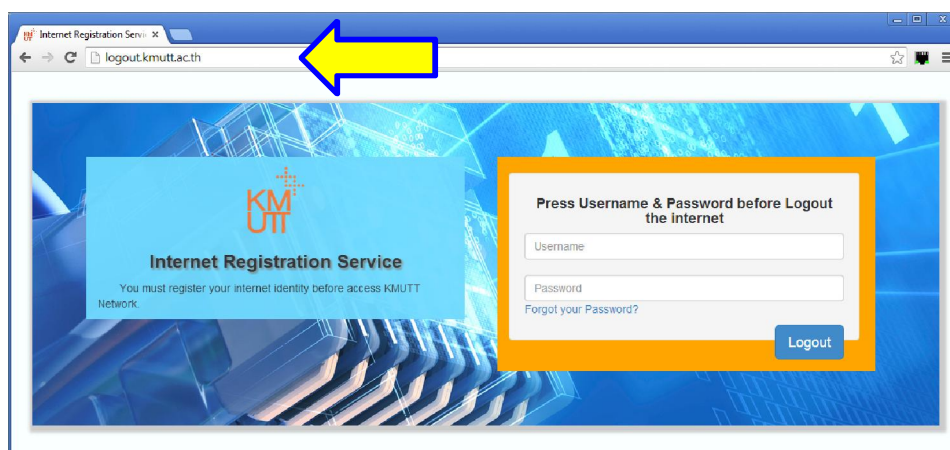 Internet Registration Servi
logout.kmutt.ac.th
KM
UTT
Internet Registration Service
You must register your internet identity before access KMUTT
Network.
Press Username & Password before Logout
the internet
Username
Password
Forgot your Password?
Logout